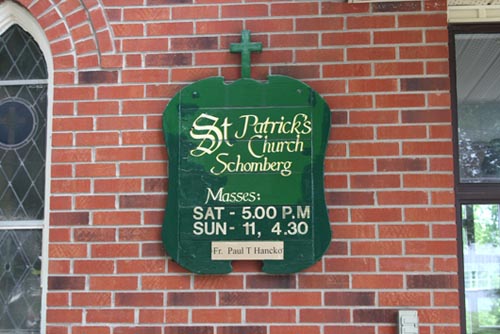 St Patrick's
Church
Schomberg
Masses:
SAT - 5.00 P.M
SUN - 11, 4.30
Fr. Paul T Hancko